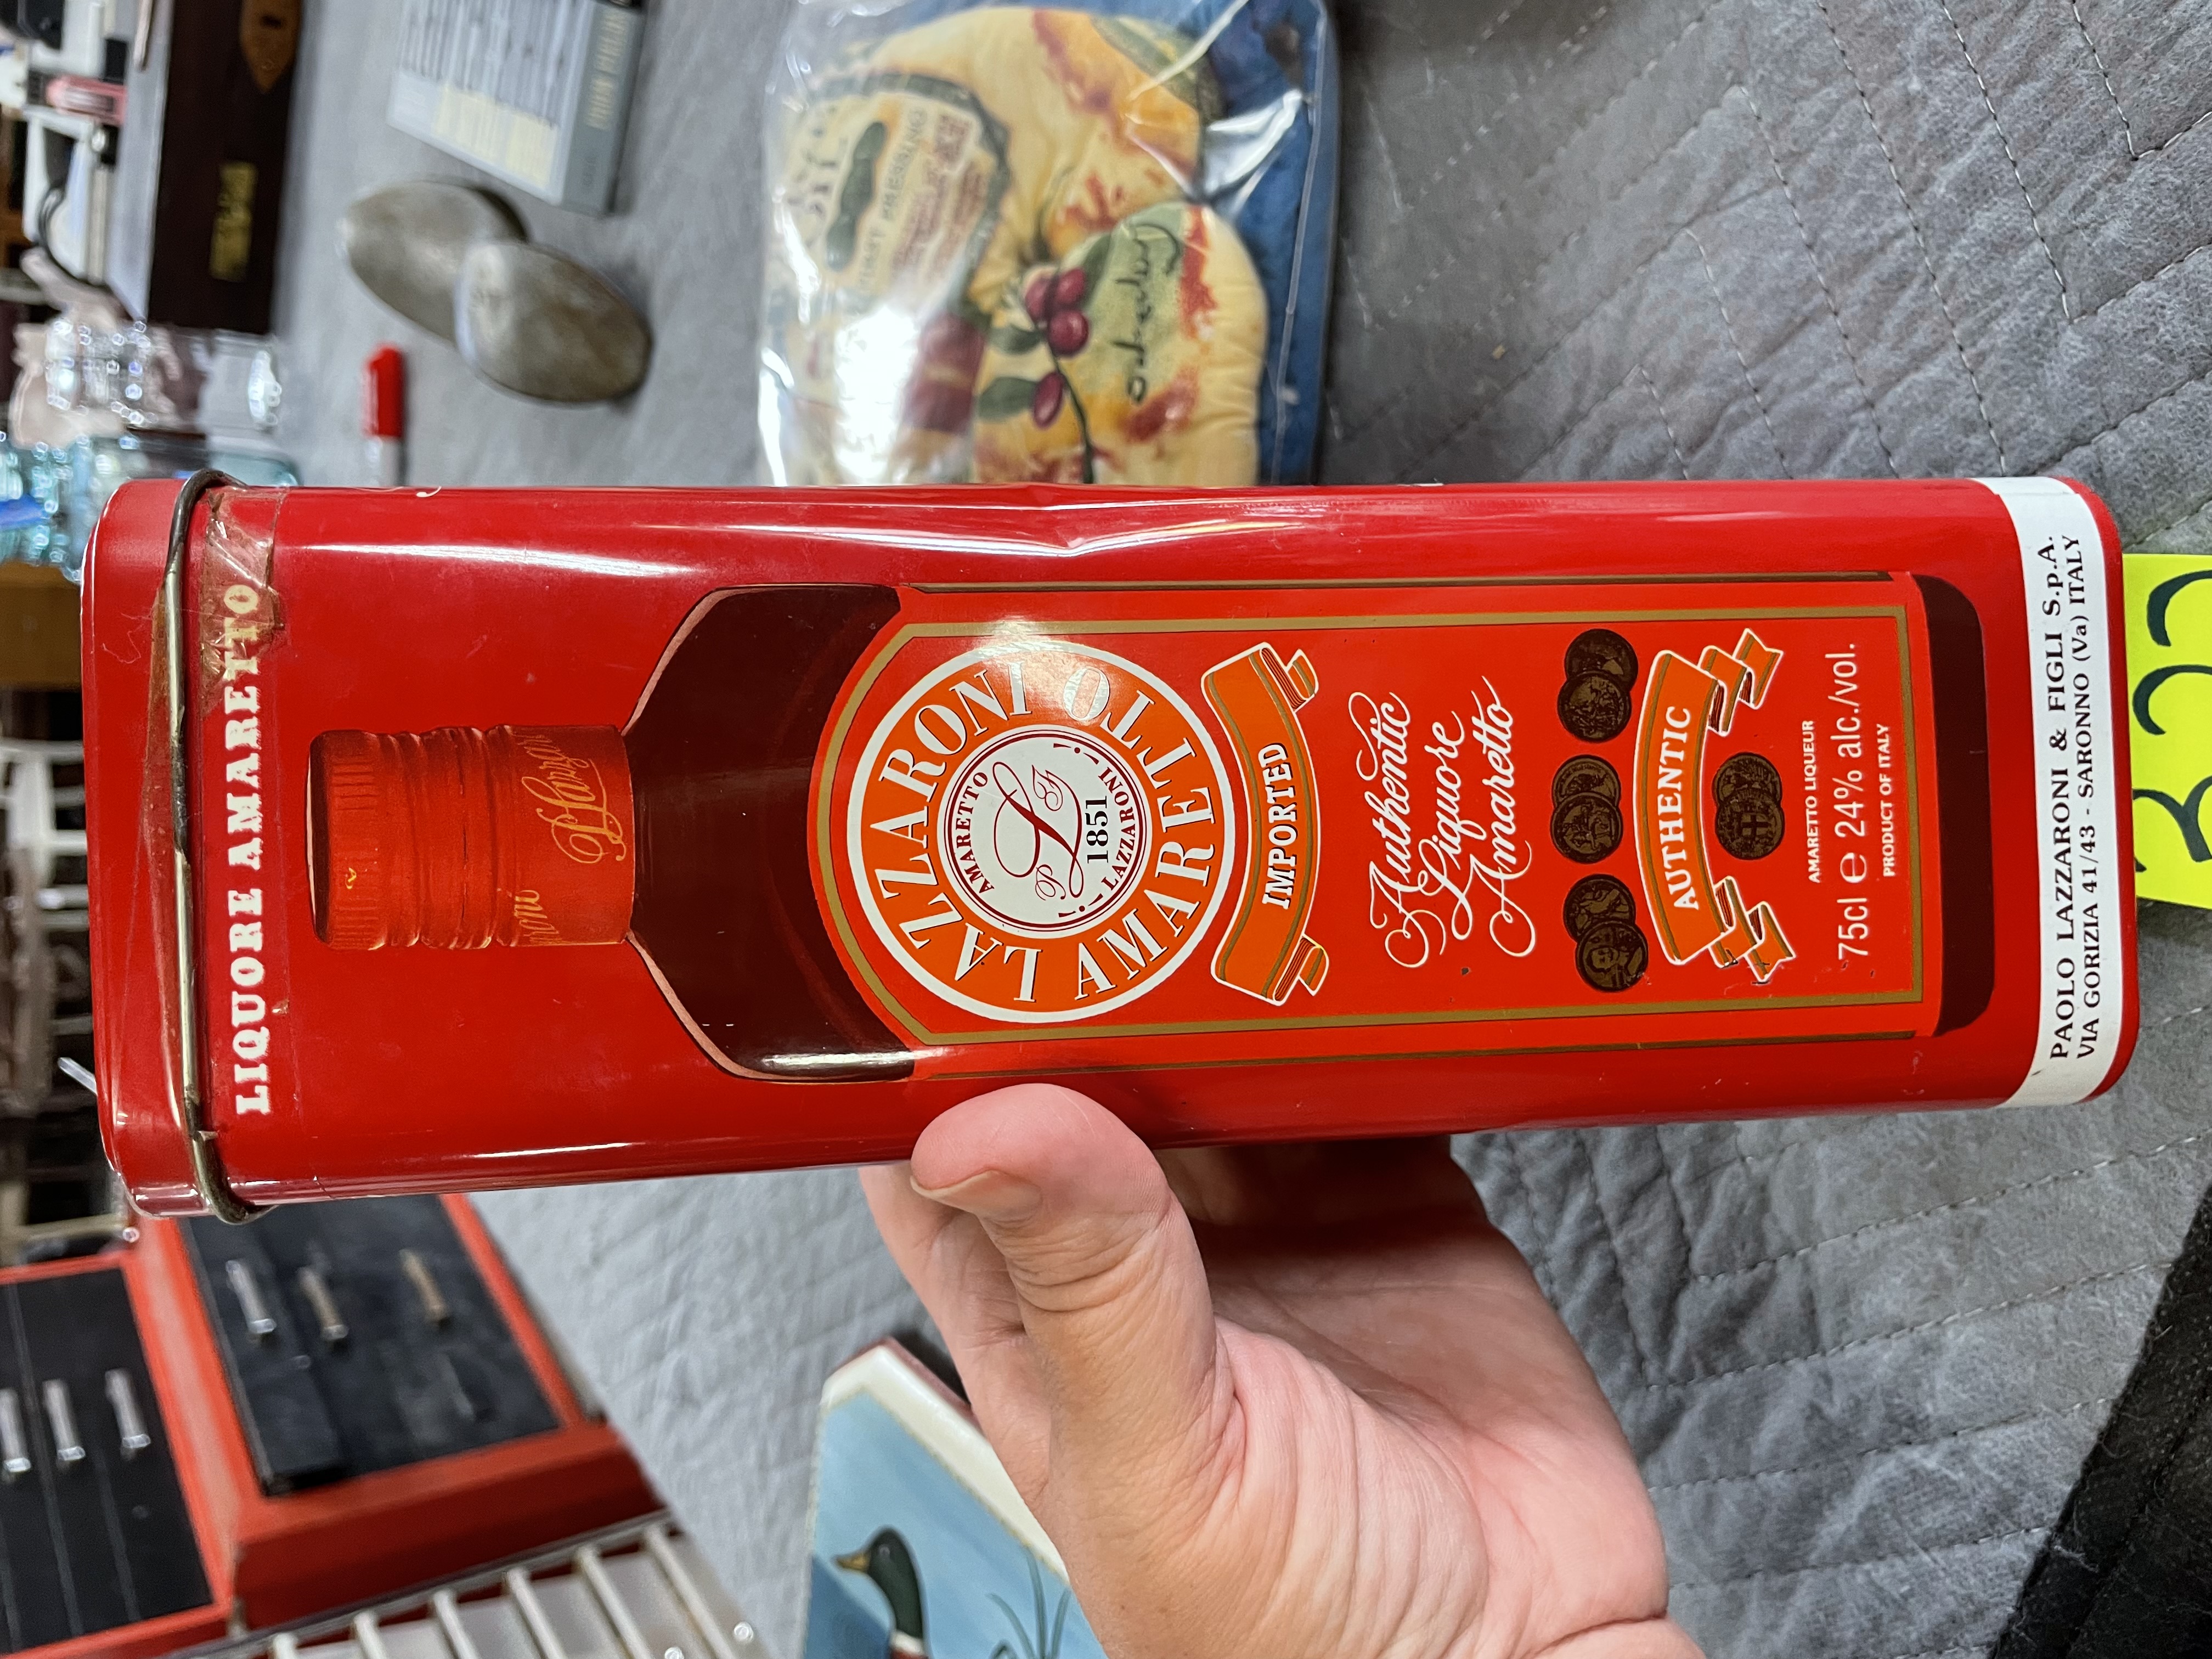 LIQUORE AMARETTO
LAZZARONI
AMARETTO
LAZZARONI
1851
AMARETTO
IMPORTED
Authentic
Liquore
Amaretto
AUTHENTIC
AMARETTO LIQUEUR
75cl e 24% alc./vol.
PRODUCT OF ITALY
PAOLO LAZZARONI & FIGLI S.p.A.
VIA GORIZIA 41/43 - SARONNO (Va) ITALY